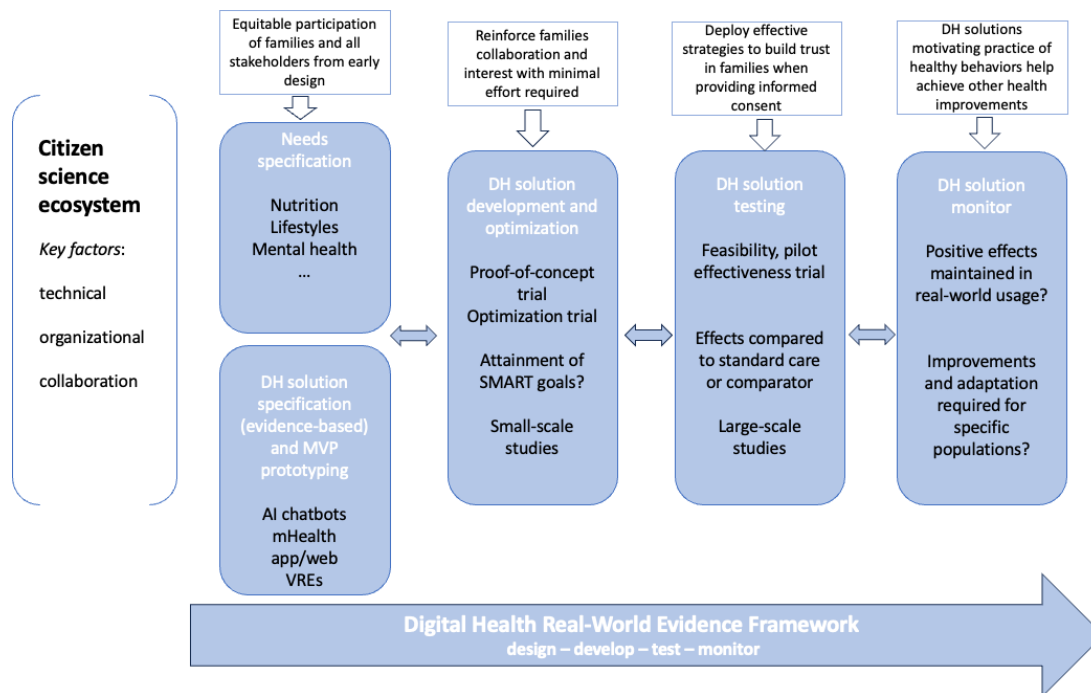 Equitable participation
of families and all
stakeholders from early
design
Reinforce families
collaboration and
interest with minimal
effort required
Deploy effective
strategies to build trust
in families when
providing informed
consent
DH solutions
motivating practice of
healthy behaviors help
achieve other health
improvements
Citizen
science
ecosystem
Key factors:
technical
organizational
collaboration
Needs
specification
Nutrition
Lifestyles
Mental health
...
DH solution
specification
(evidence-based)
and MVP
prototyping
AI chatbots
mHealth
app/web
VREs
DH solution
development and
optimization
Proof-of-concept
trial
Optimization trial
Attainment of
SMART goals?
Small-scale
studies
DH solution
testing
Feasibility, pilot
effectiveness trial
Effects compared
to standard care
or comparator
Large-scale
studies
DH solution
monitor
Positive effects
maintained in
real-world usage?
Improvements
and adaptation
required for
specific
populations?
Digital Health Real-World Evidence Framework
design – develop – test – monitor